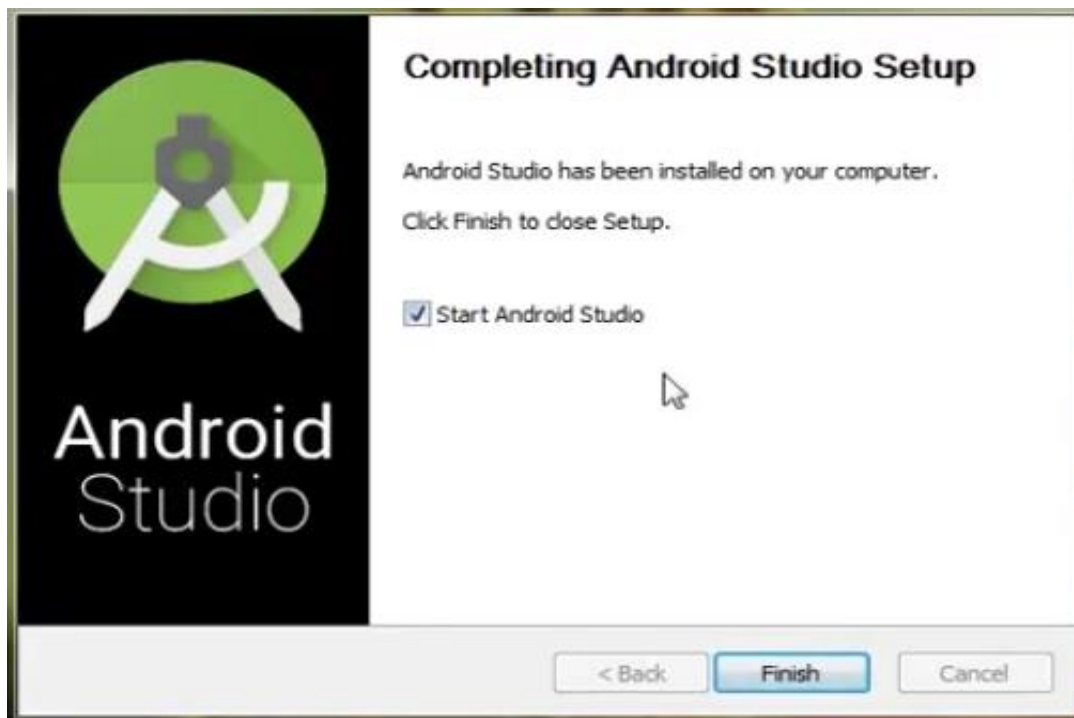 Completing Android Studio Setup
Android Studio has been installed on your computer.
Click Finish to close Setup.
Start Android Studio
Android
Studio
< Back
Finish
Cancel